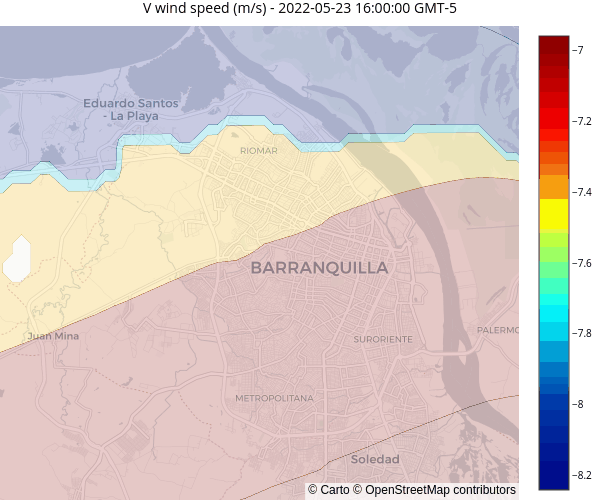 V wind speed (m/s) - 2022-05-23 16:00:00 GMT-5
−7
−7.2
−7.4
−7.6
−7.8
−8
−8.2
Eduardo Santos
- La Playa
RIOMAR
BARRANQUILLA
Juan Mina
SURORIENTE
PALERMO
METROPOLITANA
Soledad
© Carto © OpenStreetMap contributors